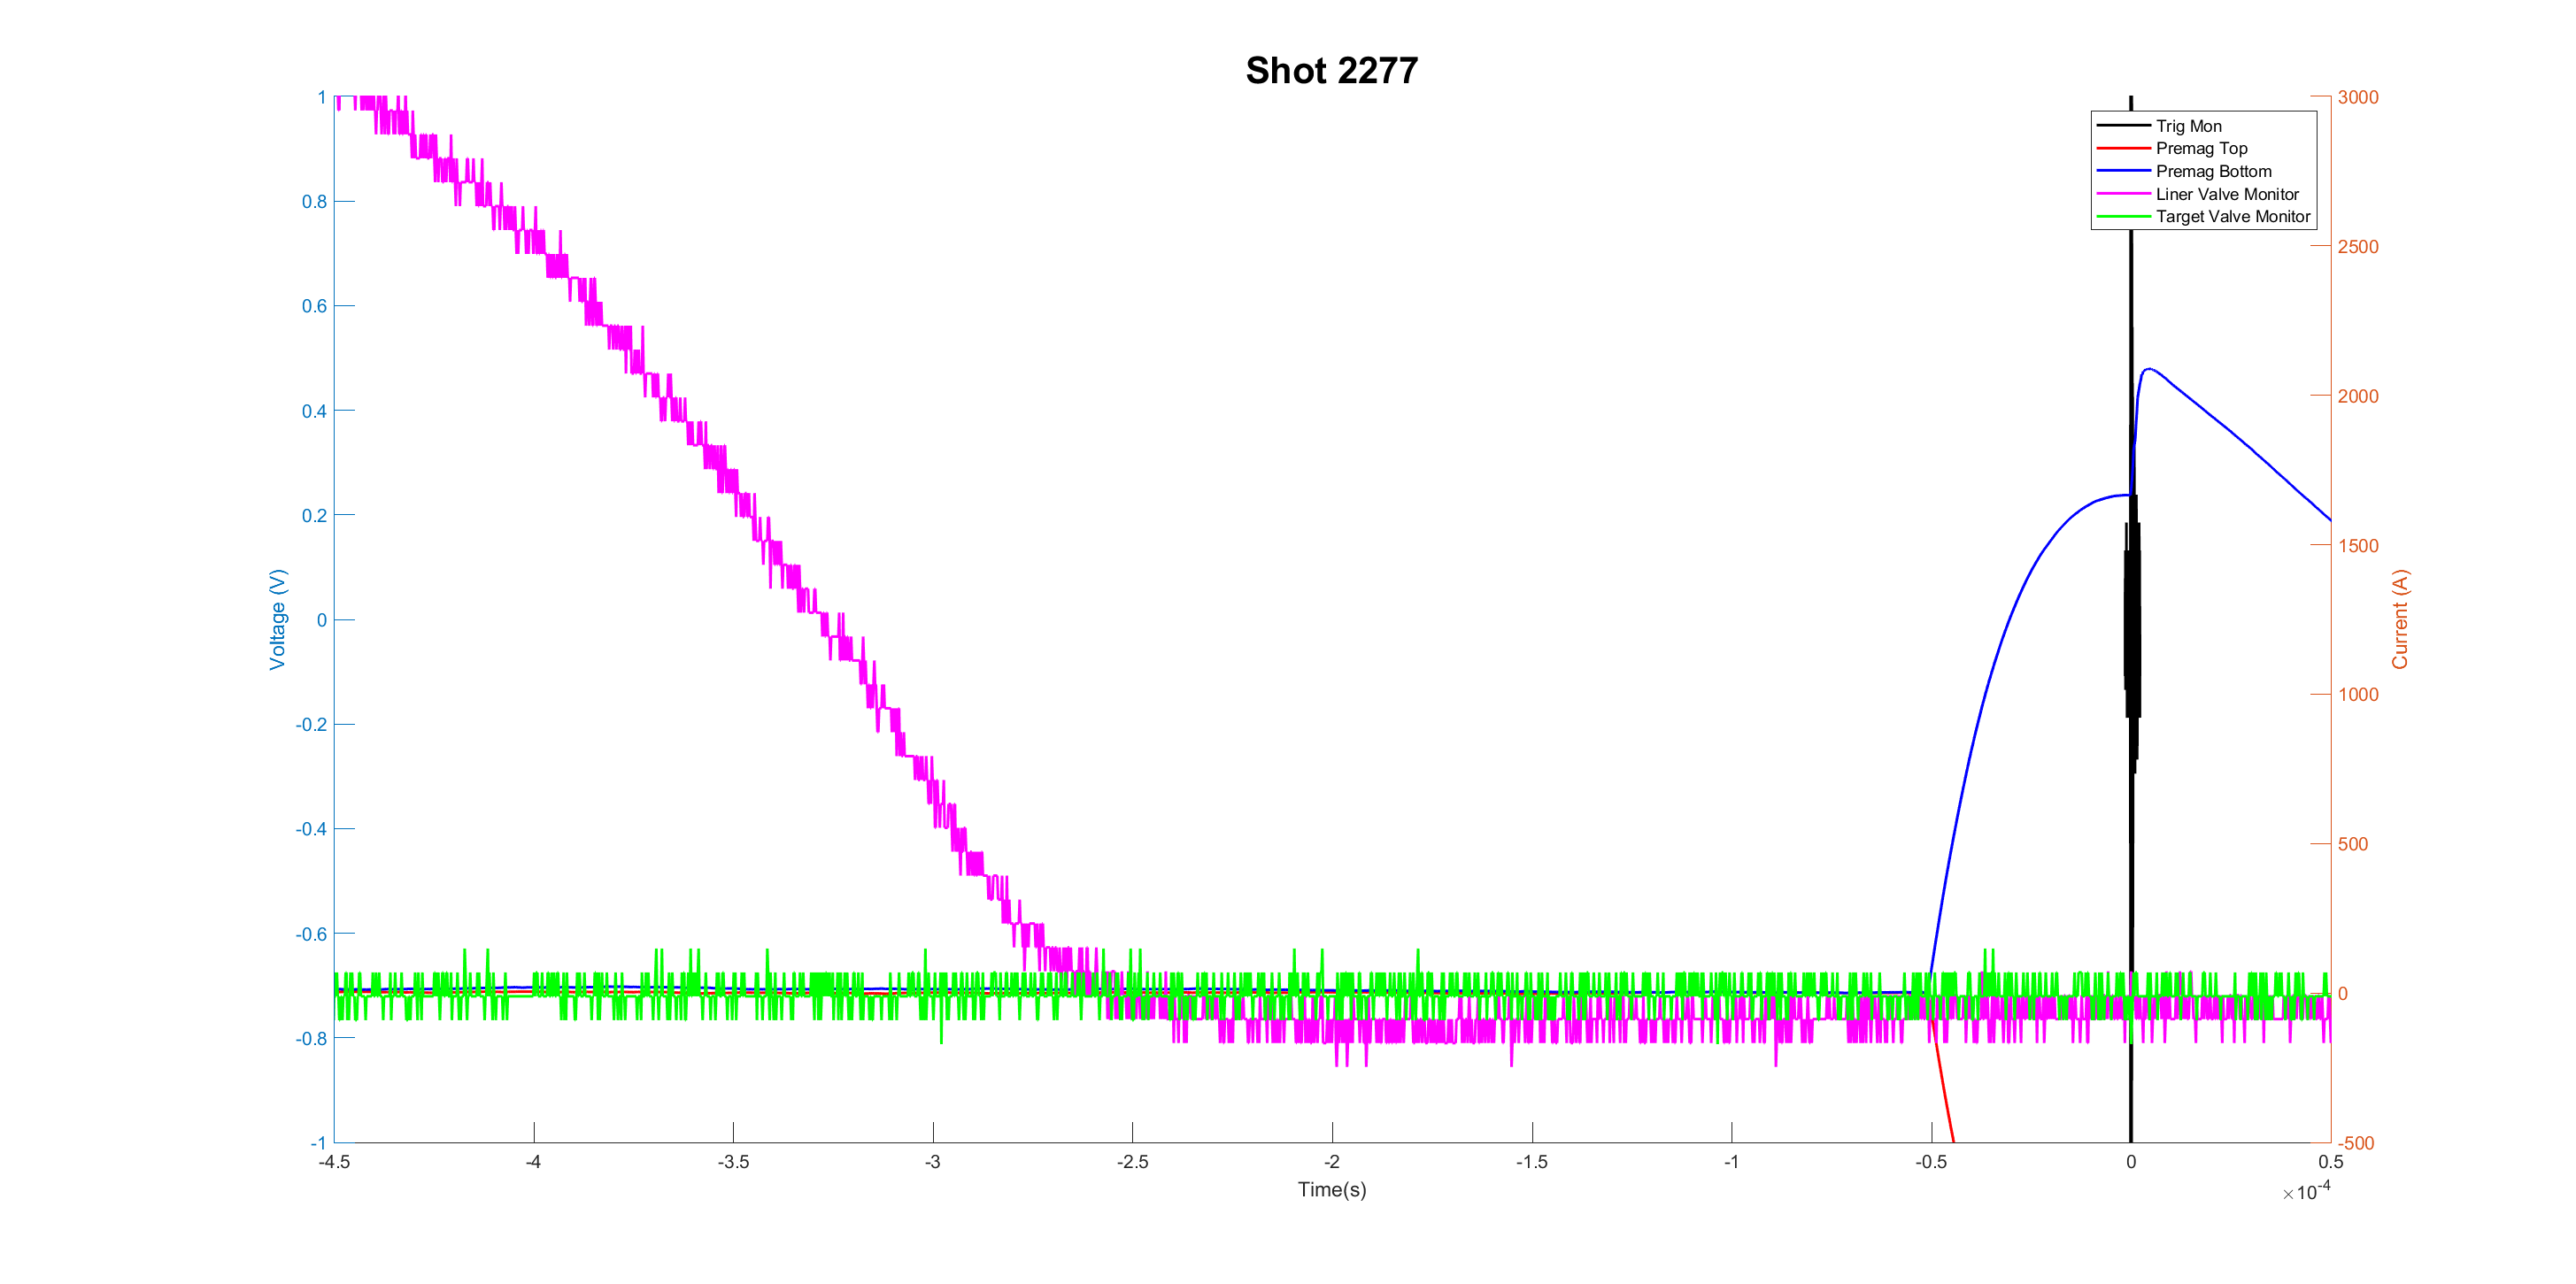 Shot 2277
1
0.8
0.6
0.4
0.2
0
-0.2
-0.4
-0.6
-0.8
-1
Voltage (V)
3000
2500
2000
1500
1000
500
0
-500
Current (A)
Trig Mon
Premag Top
Premag Bottom
Liner Valve Monitor
Target Valve Monitor
-4.5 -4 -3.5 -3 -2.5 -2 -1.5 -1 -0.5 0 0.5
Time(s)
×10-4